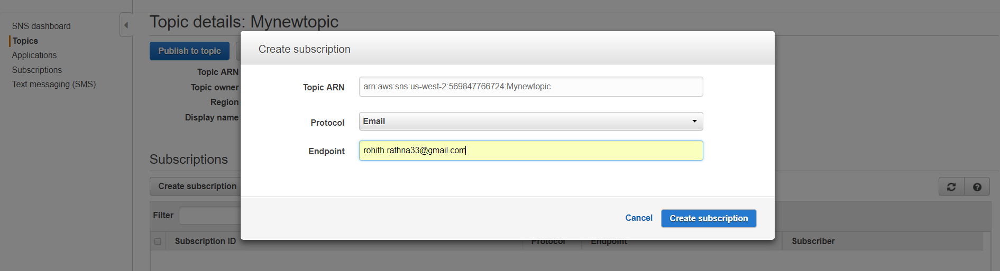 SNS dashboard
Topics
Applications
Subscriptions
Text messaging (SMS)
Topic details: Mynewtopic
Publish to topic
Topic ARN
Topic owner
Region
Display name
Subscriptions
Create subscription
Filter
Subscription ID
Protocol
Endpoint
Subscriber
Create subscription
Topic ARN
arn:aws:sns:us-west-2:569847766724:Mynewtopic
Protocol
Email
Endpoint
rohith.rathna33@gmail.com
Cancel
Create subscription